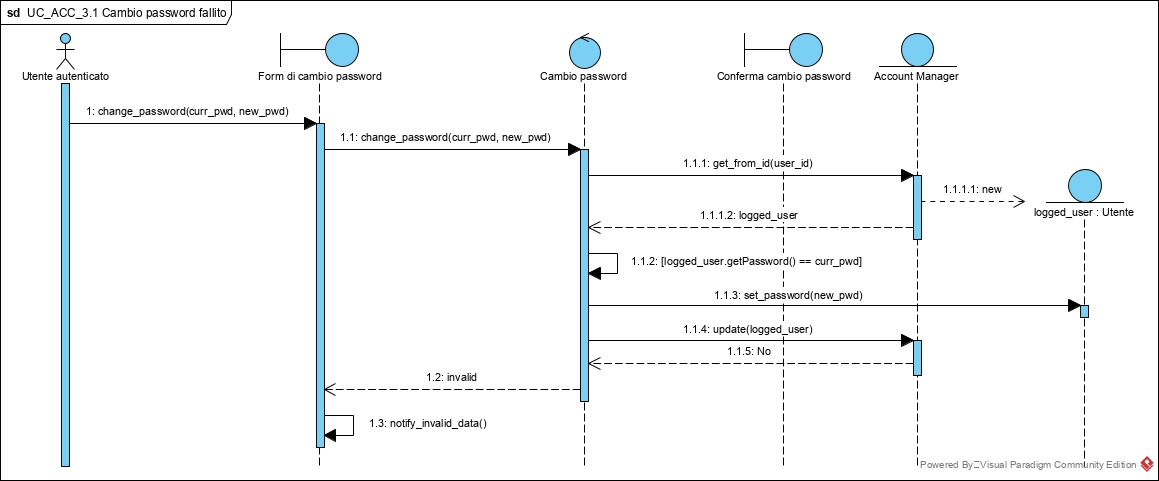 sd UC_ACC_3.1 Cambio password fallito
Utente autenticato
Form di cambio password
Cambio password
Conferma cambio password
Account Manager
1: change_password(curr_pwd, new_pwd)
1.1: change_password(curr_pwd, new_pwd)
1.1.1: get_from_id(user_id)
1.1.1.1: new
logged_user : Utente
1.1.1.2: logged_user
1.1.2: [logged_user.getPassword() == curr_pwd]
1.1.3: set_password(new_pwd)
1.1.4: update(logged_user)
1.1.5: No
1.2: invalid
1.3: notify_invalid_data()
Powered By Visual Paradigm Community Edition